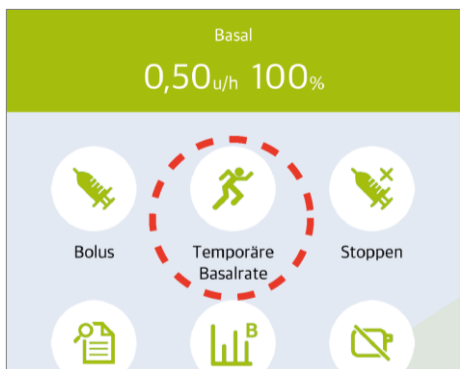 Basal
0,50u/h 100%
Bolus
Temporäre
Basalrate
Stoppen
B